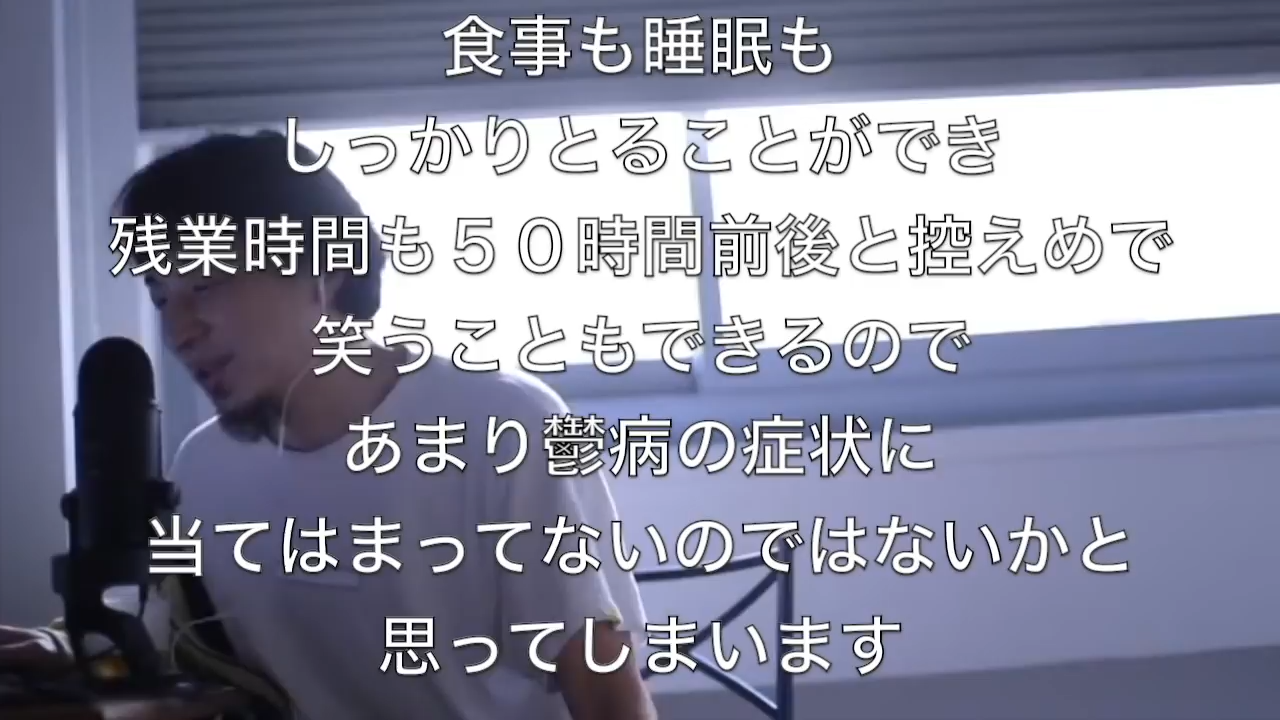 食事も睡眠も
しっかりとることができ
残業時間も５０時間前後と控えめで
笑うこともできるので
あまり鬱病の症状に
当てはまってないのではないかと
思ってしまいます